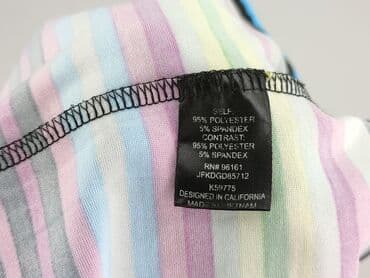 SELF:
95% POLYESTER
5% SPANDEX
CONTRAST:
95% POLYESTER
5% SPANDEX
RN# 96161
JFKDGD85712
K59775
DESIGNED IN CALIFORNIA
MADE IN VIETNAM